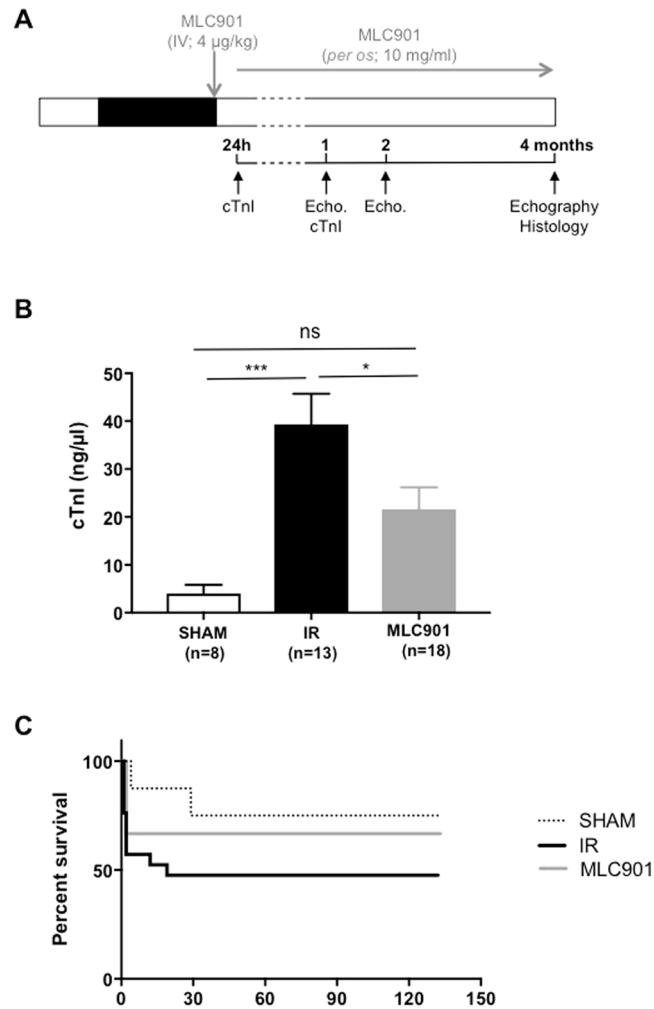 A
MLC901
(IV; 4 µg/kg)
MLC901
(per os; 10 mg/ml)
24h 1 2 4 months
cTnI Echo. Echo. Echography
cTnI Histology
B
ns
*** *
cTnI (ng/µl)
50
40
30
20
10
0
SHAM IR MLC901
(n=8) (n=13) (n=18)
C
Percent survival
100
50
0
0 30 60 90 120 150
SHAM
IR
MLC901